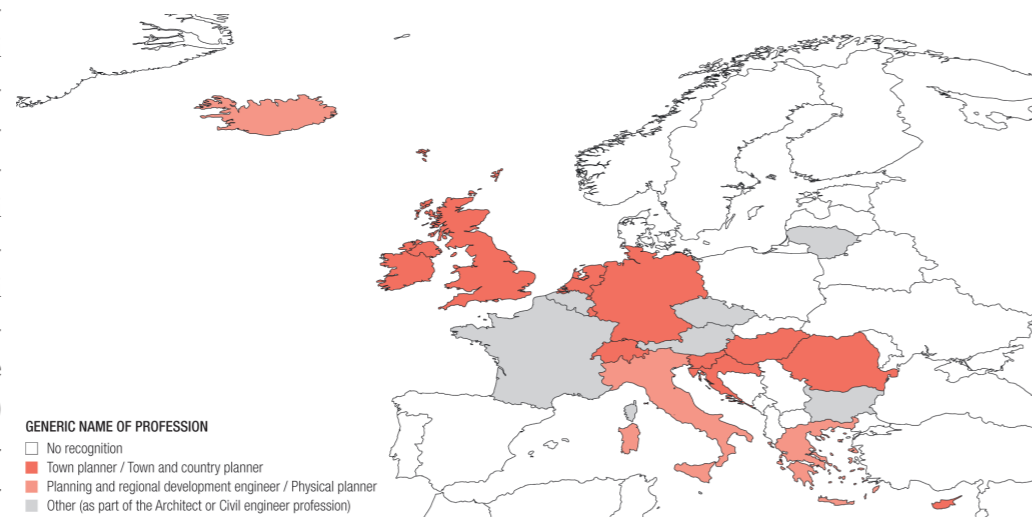 GENERIC NAME OF PROFESSION
No recognition
Town planner / Town and country planner
Planning and regional development engineer / Physical planner
Other (as part of the Architect or Civil engineer profession)